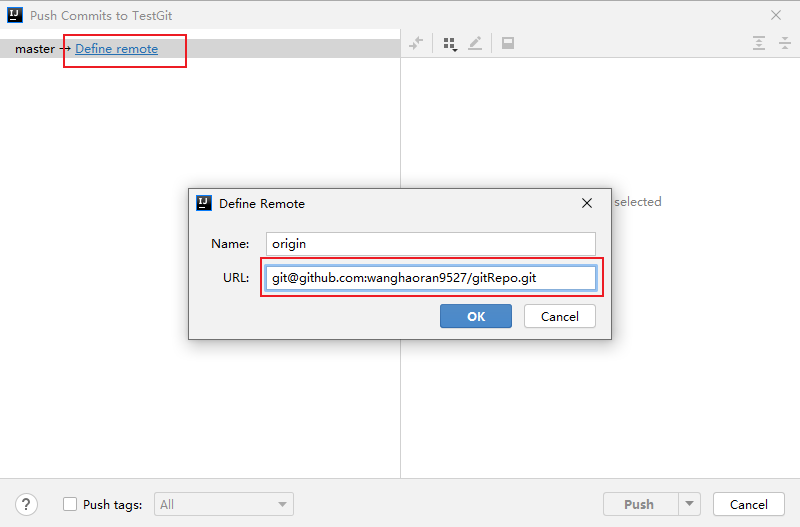 Push Commits to TestGit
master → Define remote
selected
Define Remote
Name: origin
URL: git@github.com:wanghaoran9527/gitRepo.git
OK Cancel
? Push tags: All Push Cancel